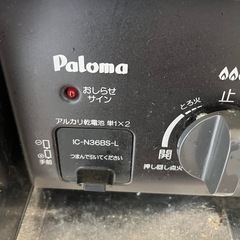 Paloma
おしらせ
サイン
アルカリ乾電池 単1×2
IC-N36BS-L
つまんで引いてください
手前
止
とろ火
開
押し回し点火